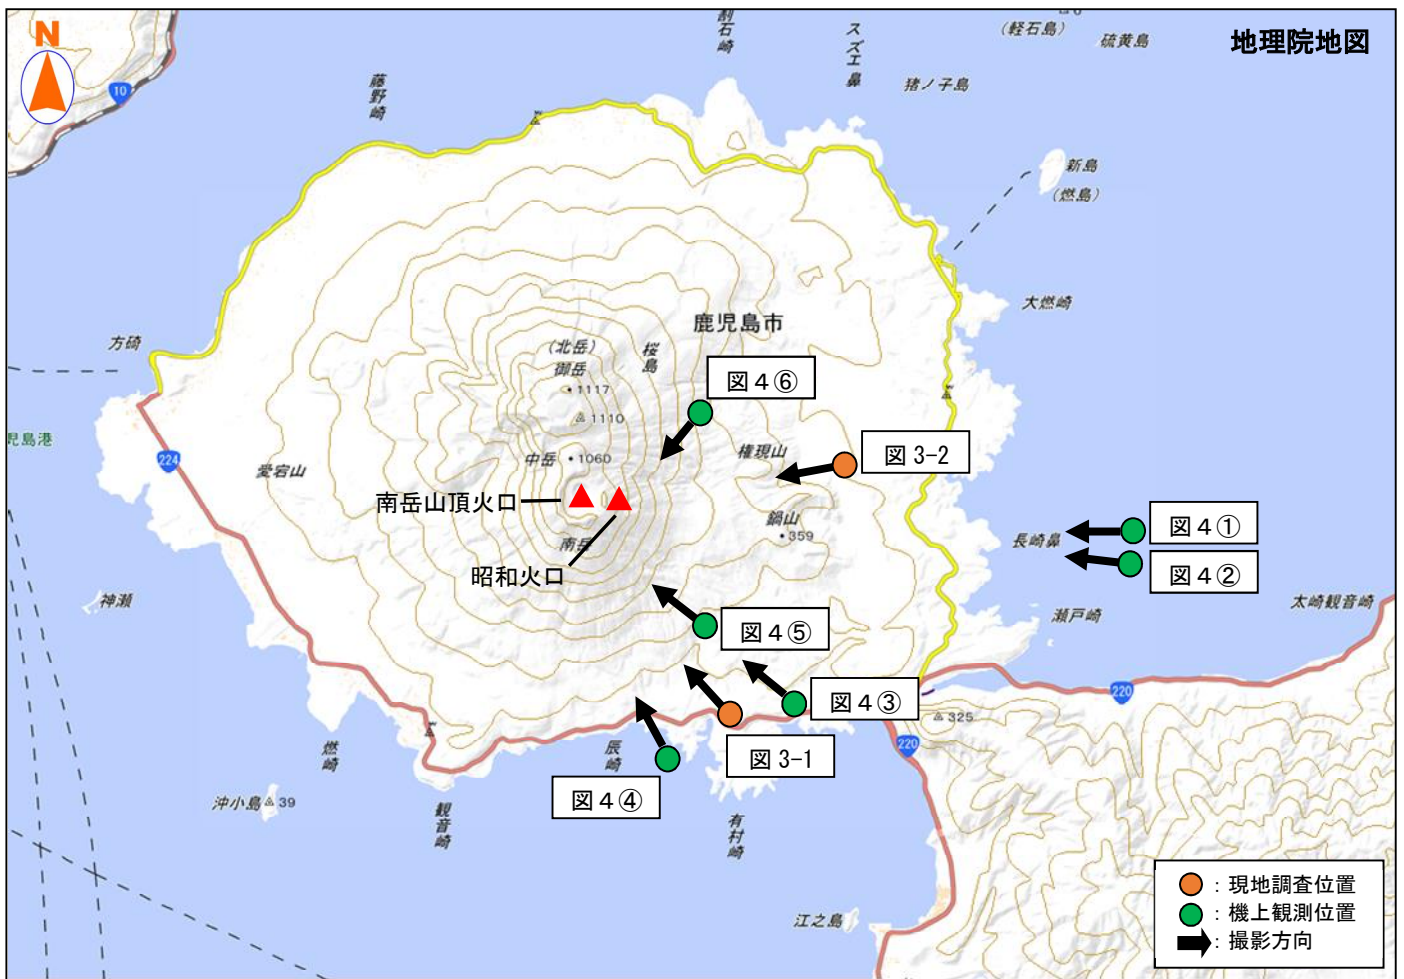 地理院地図
N
10
藤野崎
割石崎
スズエ鼻
(軽石島)
硫黄島
猪ノ子島
新島
(燃島)
大燃崎
鹿児島市
方碕
(北岳)
御岳
桜島
・1117
1110
図4⑥
児島港
224
愛宕山
中岳
・1060
権現山
図 3-2
南岳山頂火口
鍋山
・359
長崎鼻
図4①
図4②
南岳
昭和火口
神瀬
太崎観音崎
瀬戸崎
図4⑤
220
図4③
325
220
燃崎
辰崎
図 3-1
図4④
沖小島
39
観音崎
有村崎
江之島
：現地調査位置
：機上観測位置
：撮影方向